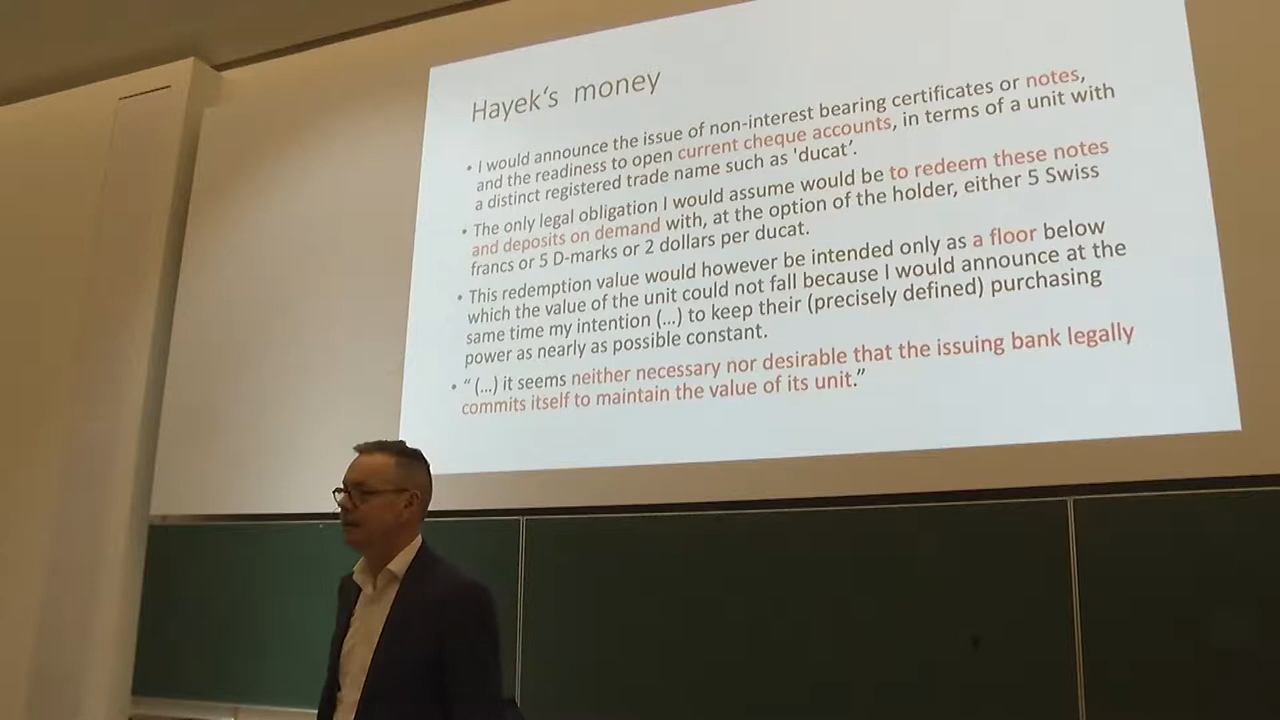 Hayek's money
• I would announce the issue of non-interest bearing certificates or notes,
and the readiness to open current cheque accounts, in terms of a unit with
a distinct registered trade name such as 'ducat'.
• The only legal obligation I would assume would be to redeem these notes
and deposits on demand with, at the option of the holder, either 5 Swiss
francs or 5 D-marks or 2 dollars per ducat.
• This redemption value would however be intended only as a floor below
which the value of the unit could not fall because I would announce at the
same time my intention (...) to keep their (precisely defined) purchasing
power as nearly as possible constant.
• “ (...) it seems neither necessary nor desirable that the issuing bank legally
commits itself to maintain the value of its unit.”